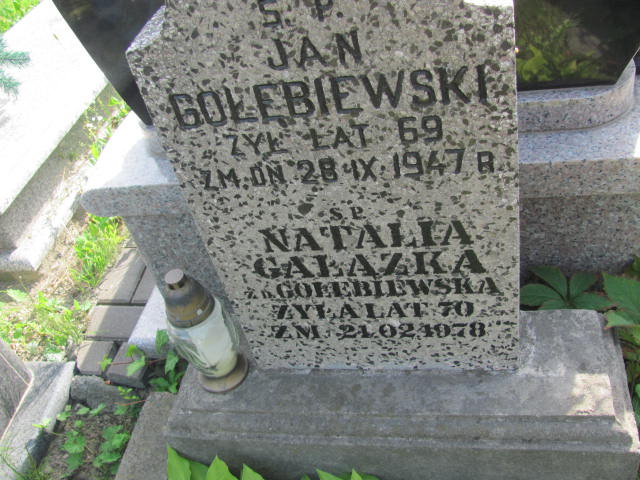 Ś. P.
JAN
GOŁĘBIEWSKI
ŻYŁ LAT 69
ZM. DN 28 IX. 1947 R
Ś.P.
NATALIA
GAŁĄZKA
Z D. GOŁĘBIEWSKA
ŻYŁA LAT 70
ZM. 21.02.1978